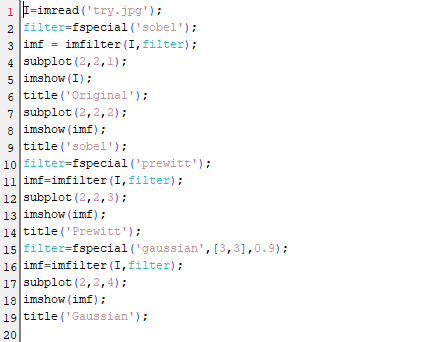 1 I=imread('try.jpg');
2 filter=fspecial('sobel');
3 imf = imfilter(I,filter);
4 subplot(2,2,1);
5 imshow(I);
6 title('Original');
7 subplot(2,2,2);
8 imshow(imf);
9 title('sobel');
10 filter=fspecial('prewitt');
11 imf=imfilter(I,filter);
12 subplot(2,2,3);
13 imshow(imf);
14 title('Prewitt');
15 filter=fspecial('gaussian',[3,3],0.9);
16 imf=imfilter(I,filter);
17 subplot(2,2,4);
18 imshow(imf);
19 title('Gaussian');
20